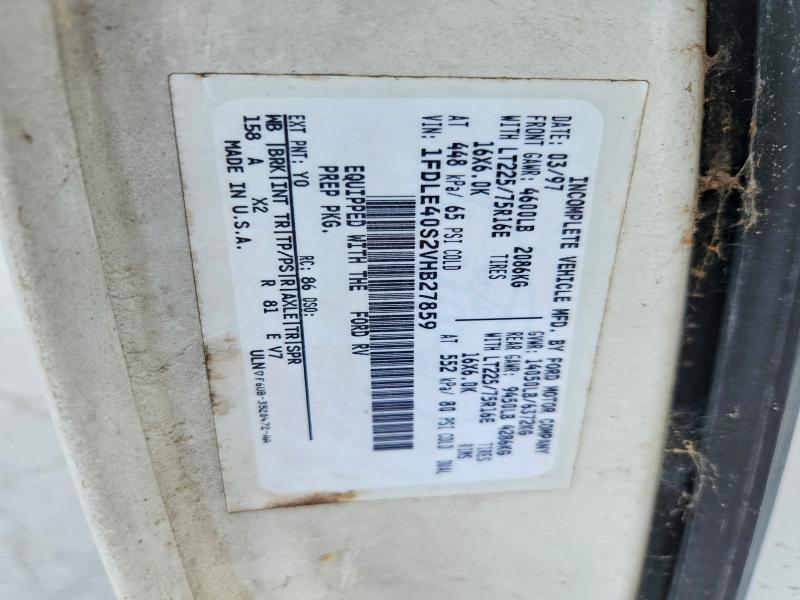 INCOMPLETE VEHICLE MFD. BY FORD MOTOR COMPANY
DATE: 03/97 GVWR: 14050LB/6372KG
FRONT GAWR: 4600LB 2086KG REAR GAWR: 9450LB 4286KG
WITH LT225/75R16E TIRES WITH LT225/75R16E TIRES
16X6.0K 16X6.0K RIMS
AT 448 kPa/ 65 PSI COLD AT 552 kPa/ 80 PSI COLD DUAL
VIN: 1FDLE40S2VHB27859
EQUIPPED WITH THE FORD RV
PREP PKG.
EXT PNT: YO RC: 86 DSO:
WB |BRK|INT TR|TP/PS|R|AXLE|TR|SPR
158 A X2 R 81 E V7
MADE IN U.S.A. ULN